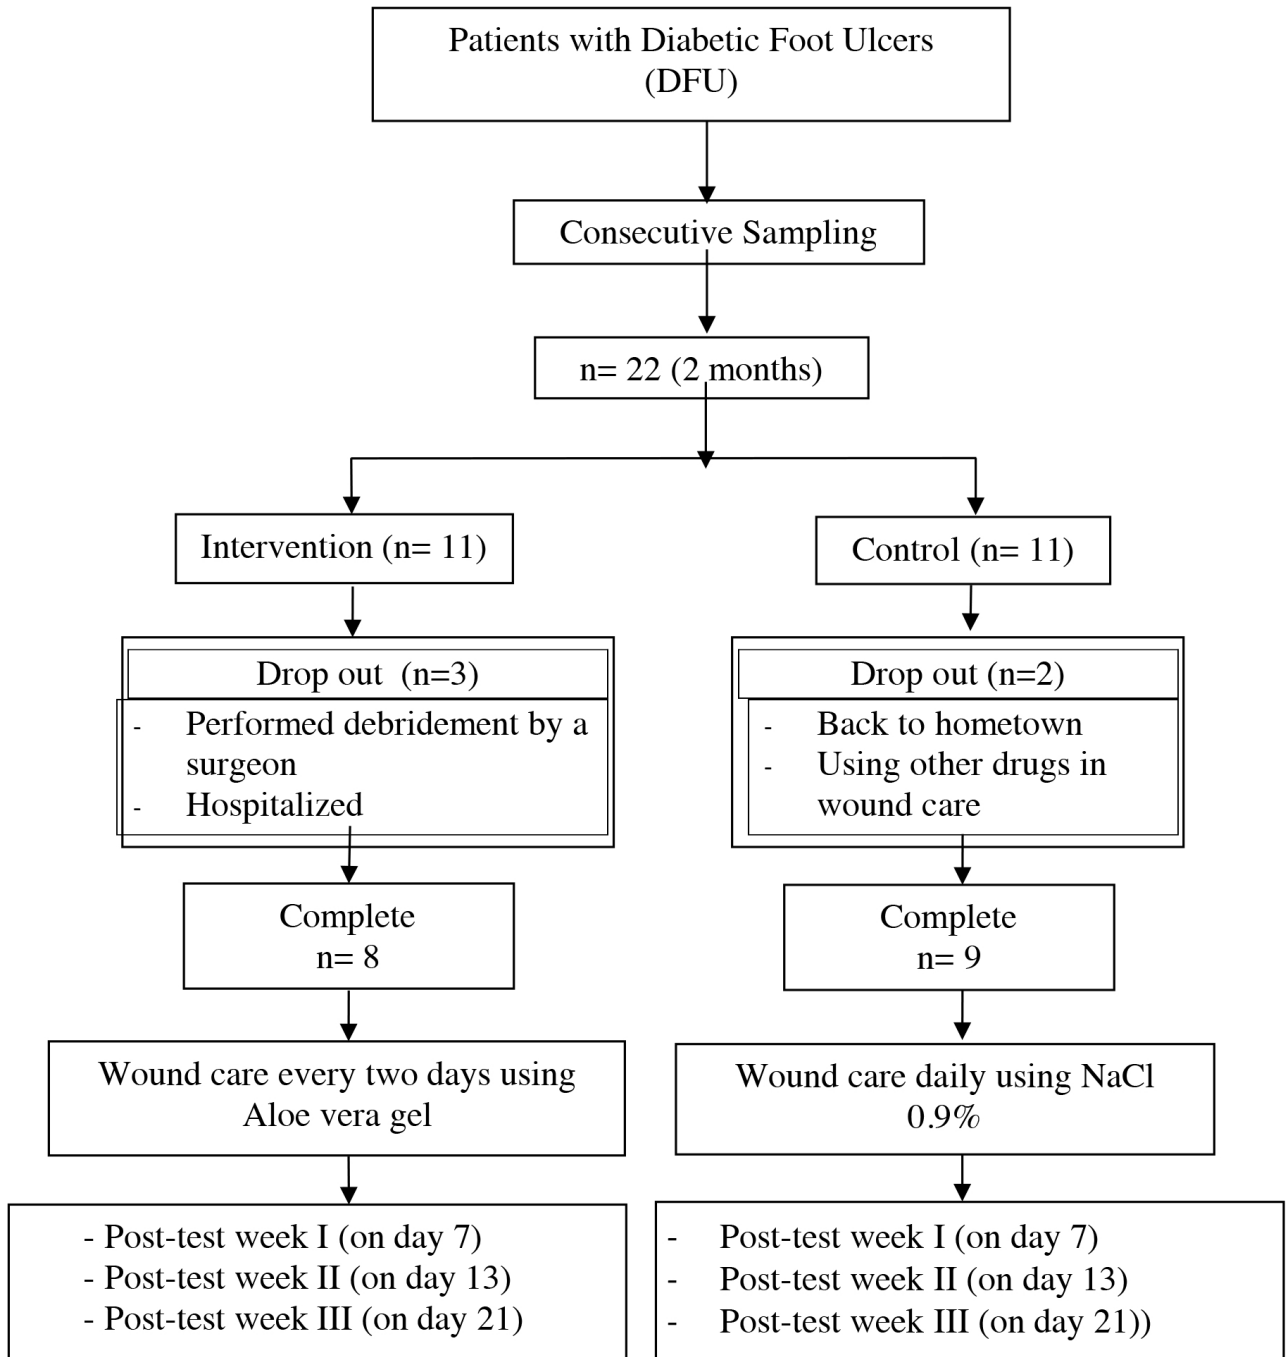 Patients with Diabetic Foot Ulcers
(DFU)
Consecutive Sampling
n= 22 (2 months)
Intervention (n= 11)
Control (n= 11)
Drop out  (n=3)
- Performed debridement by a
surgeon
- Hospitalized
Drop out (n=2)
- Back to hometown
- Using other drugs in
wound care
Complete
n= 8
Complete
n= 9
Wound care every two days using
Aloe vera gel
Wound care daily using NaCl
0.9%
- Post-test week I (on day 7)
- Post-test week II (on day 13)
- Post-test week III (on day 21)
- Post-test week I (on day 7)
- Post-test week II (on day 13)
- Post-test week III (on day 21))